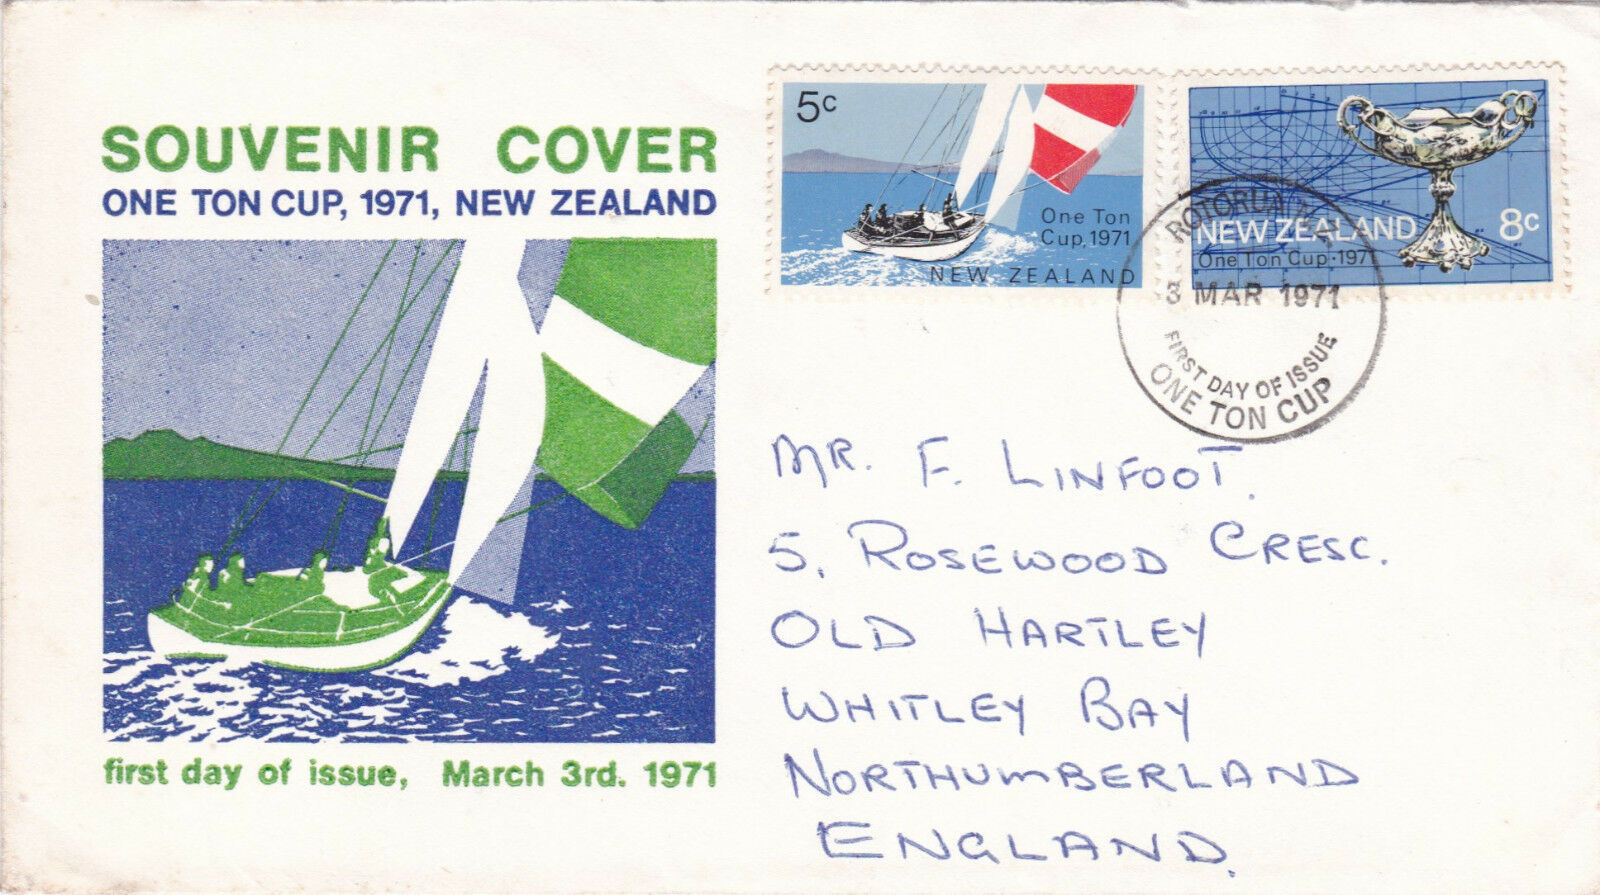 SOUVENIR COVER
ONE TON CUP, 1971, NEW ZEALAND
first day of issue, March 3rd. 1971
5c
One Ton
Cup, 1971
NEW ZEALAND
8c
NEW ZEALAND
One Ton Cup·1971
ROTORUA
3 MAR 1971
FIRST DAY OF ISSUE
ONE TON CUP
MR. F. LINFOOT.
5, ROSEWOOD CRESC.
OLD HARTLEY
WHITLEY BAY
NORTHUMBERLAND
ENGLAND.